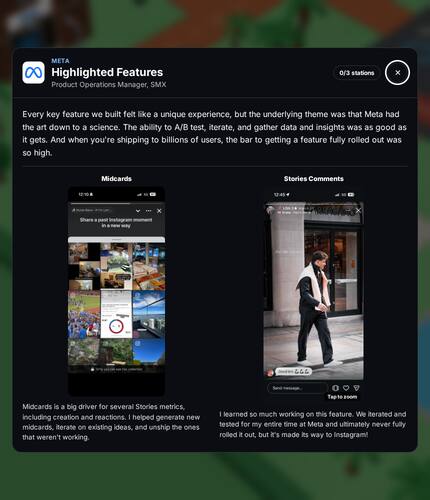 META
Highlighted Features
Product Operations Manager, SMX
0/3 stations
×
Every key feature we built felt like a unique experience, but the underlying theme was that Meta had
the art down to a science. The ability to A/B test, iterate, and gather data and insights was as good as
it gets. And when you're shipping to billions of users, the bar to getting a feature fully rolled out was
so high.
Midcards
12:10
Share a past Instagram moment
in a new way
Stories Comments
12:45
Send message...
Tap to zoom
Midcards is a big driver for several Stories metrics,
including creation and reactions. I helped generate new
midcards, iterate on existing ideas, and unship the ones
that weren't working.
I learned so much working on this feature. We iterated and
tested for my entire time at Meta and ultimately never fully
rolled it out, but it's made its way to Instagram!